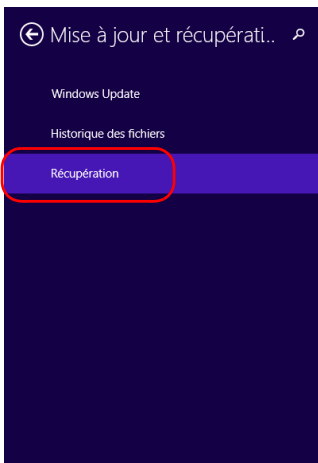 Mise à jour et récupérati..
Windows Update
Historique des fichiers
Récupération